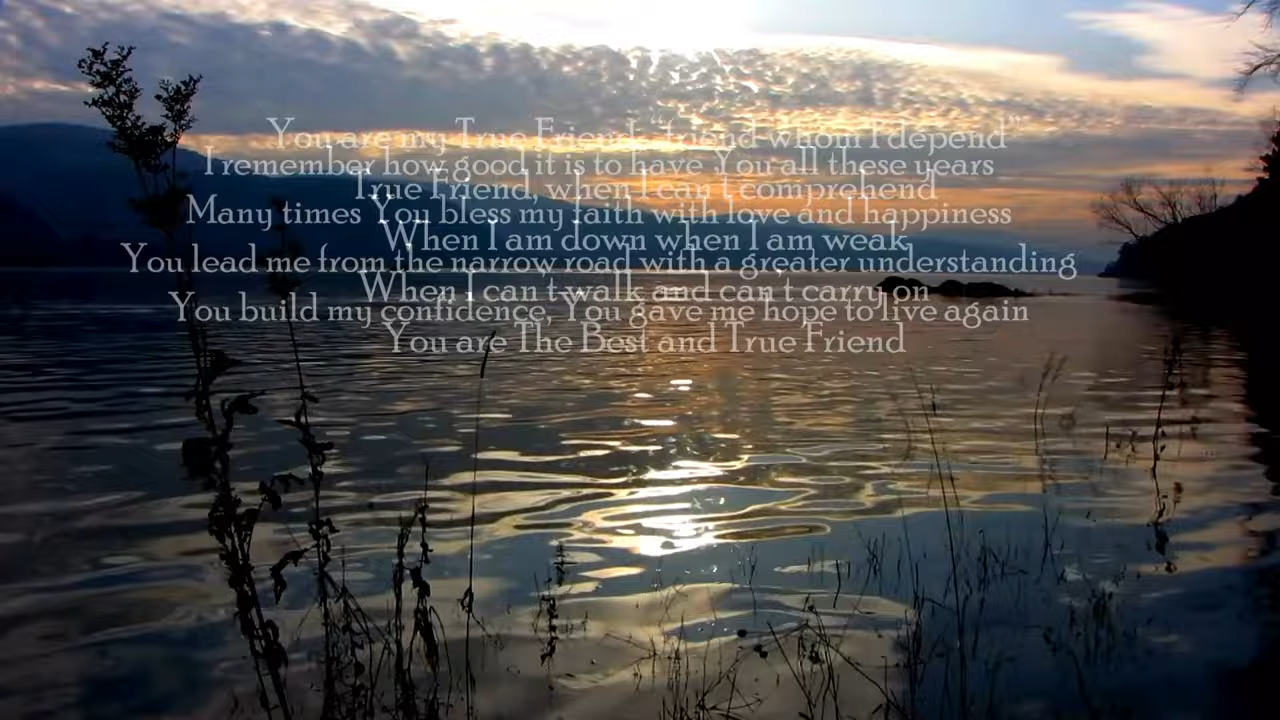 You are my True Friend "friend whom I depend"
I remember how good it is to have You all these years
True Friend, when I can't comprehend
Many times You bless my faith with love and happiness
When I am down when I am weak
You lead me from the narrow road with a greater understanding
When I can't walk and can't carry on
You build my confidence, You gave me hope to live again
You are The Best and True Friend